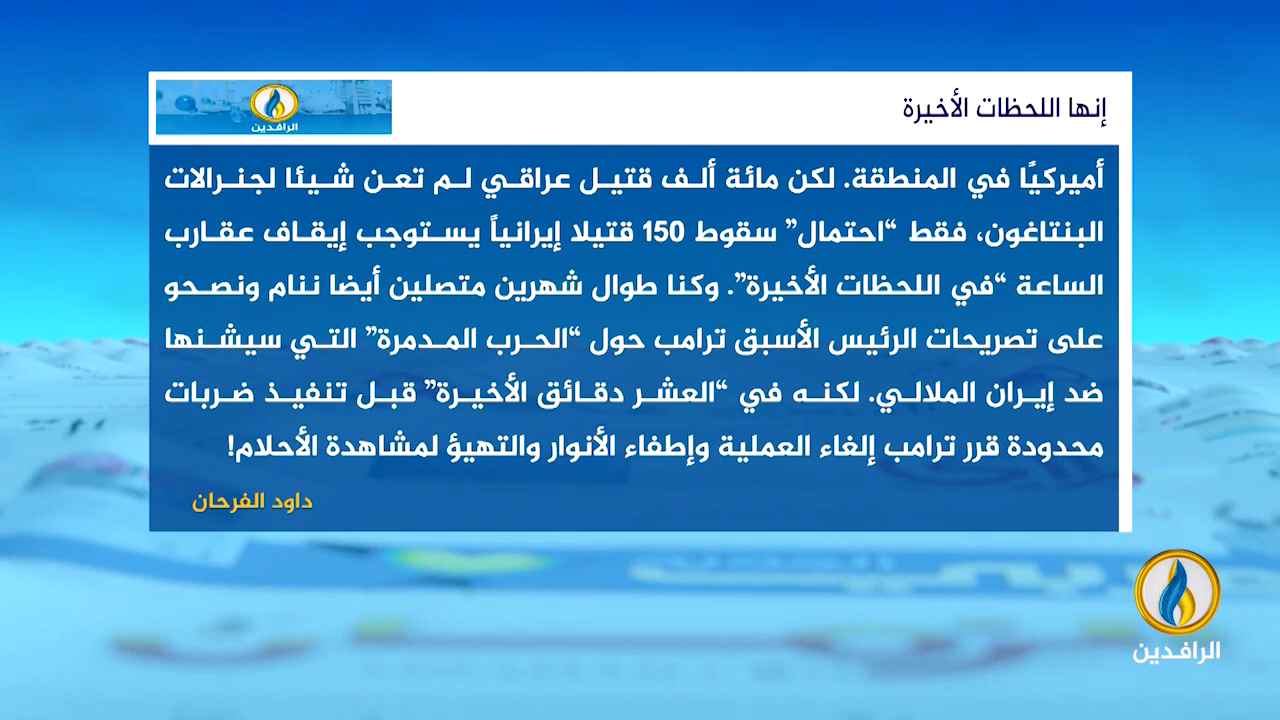 إنها اللحظات الأخيرة
الرافدين
أميركيًا في المنطقة. لكن مائة ألف قتيل عراقي لم تعن شيئا لجنرالات
البنتاغون، فقط “احتمال” سقوط 150 قتيلا إيرانياً يستوجب إيقاف عقارب
الساعة “في اللحظات الأخيرة”. وكنا طوال شهرين متصلين أيضا ننام ونصحو
على تصريحات الرئيس الأسبق ترامب حول “الحرب المدمرة” التي سيشنها
ضد إيران الملالي. لكنه في “العشر دقائق الأخيرة” قبل تنفيذ ضربات
محدودة قرر ترامب إلغاء العملية وإطفاء الأنوار والتهيؤ لمشاهدة الأحلام!
داود الفرحان
الرافدين